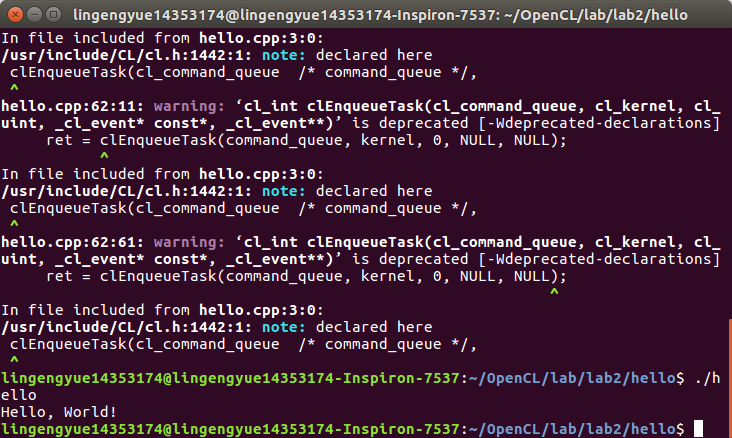 lingengyue14353174@lingengyue14353174-Inspiron-7537: ~/OpenCL/lab/lab2/hello
In file included from hello.cpp:3:0:
/usr/include/CL/cl.h:1442:1: note: declared here
 clEnqueueTask(cl_command_queue  /* command_queue */,
 ^
hello.cpp:62:11: warning: ‘cl_int clEnqueueTask(cl_command_queue, cl_kernel, cl_
uint, _cl_event* const*, _cl_event**)’ is deprecated [-Wdeprecated-declarations]
     ret = clEnqueueTask(command_queue, kernel, 0, NULL, NULL);
           ^
In file included from hello.cpp:3:0:
/usr/include/CL/cl.h:1442:1: note: declared here
 clEnqueueTask(cl_command_queue  /* command_queue */,
 ^
hello.cpp:62:61: warning: ‘cl_int clEnqueueTask(cl_command_queue, cl_kernel, cl_
uint, _cl_event* const*, _cl_event**)’ is deprecated [-Wdeprecated-declarations]
     ret = clEnqueueTask(command_queue, kernel, 0, NULL, NULL);
                                                             ^
In file included from hello.cpp:3:0:
/usr/include/CL/cl.h:1442:1: note: declared here
 clEnqueueTask(cl_command_queue  /* command_queue */,
 ^
lingengyue14353174@lingengyue14353174-Inspiron-7537:~/OpenCL/lab/lab2/hello$ ./h
ello
Hello, World!
lingengyue14353174@lingengyue14353174-Inspiron-7537:~/OpenCL/lab/lab2/hello$